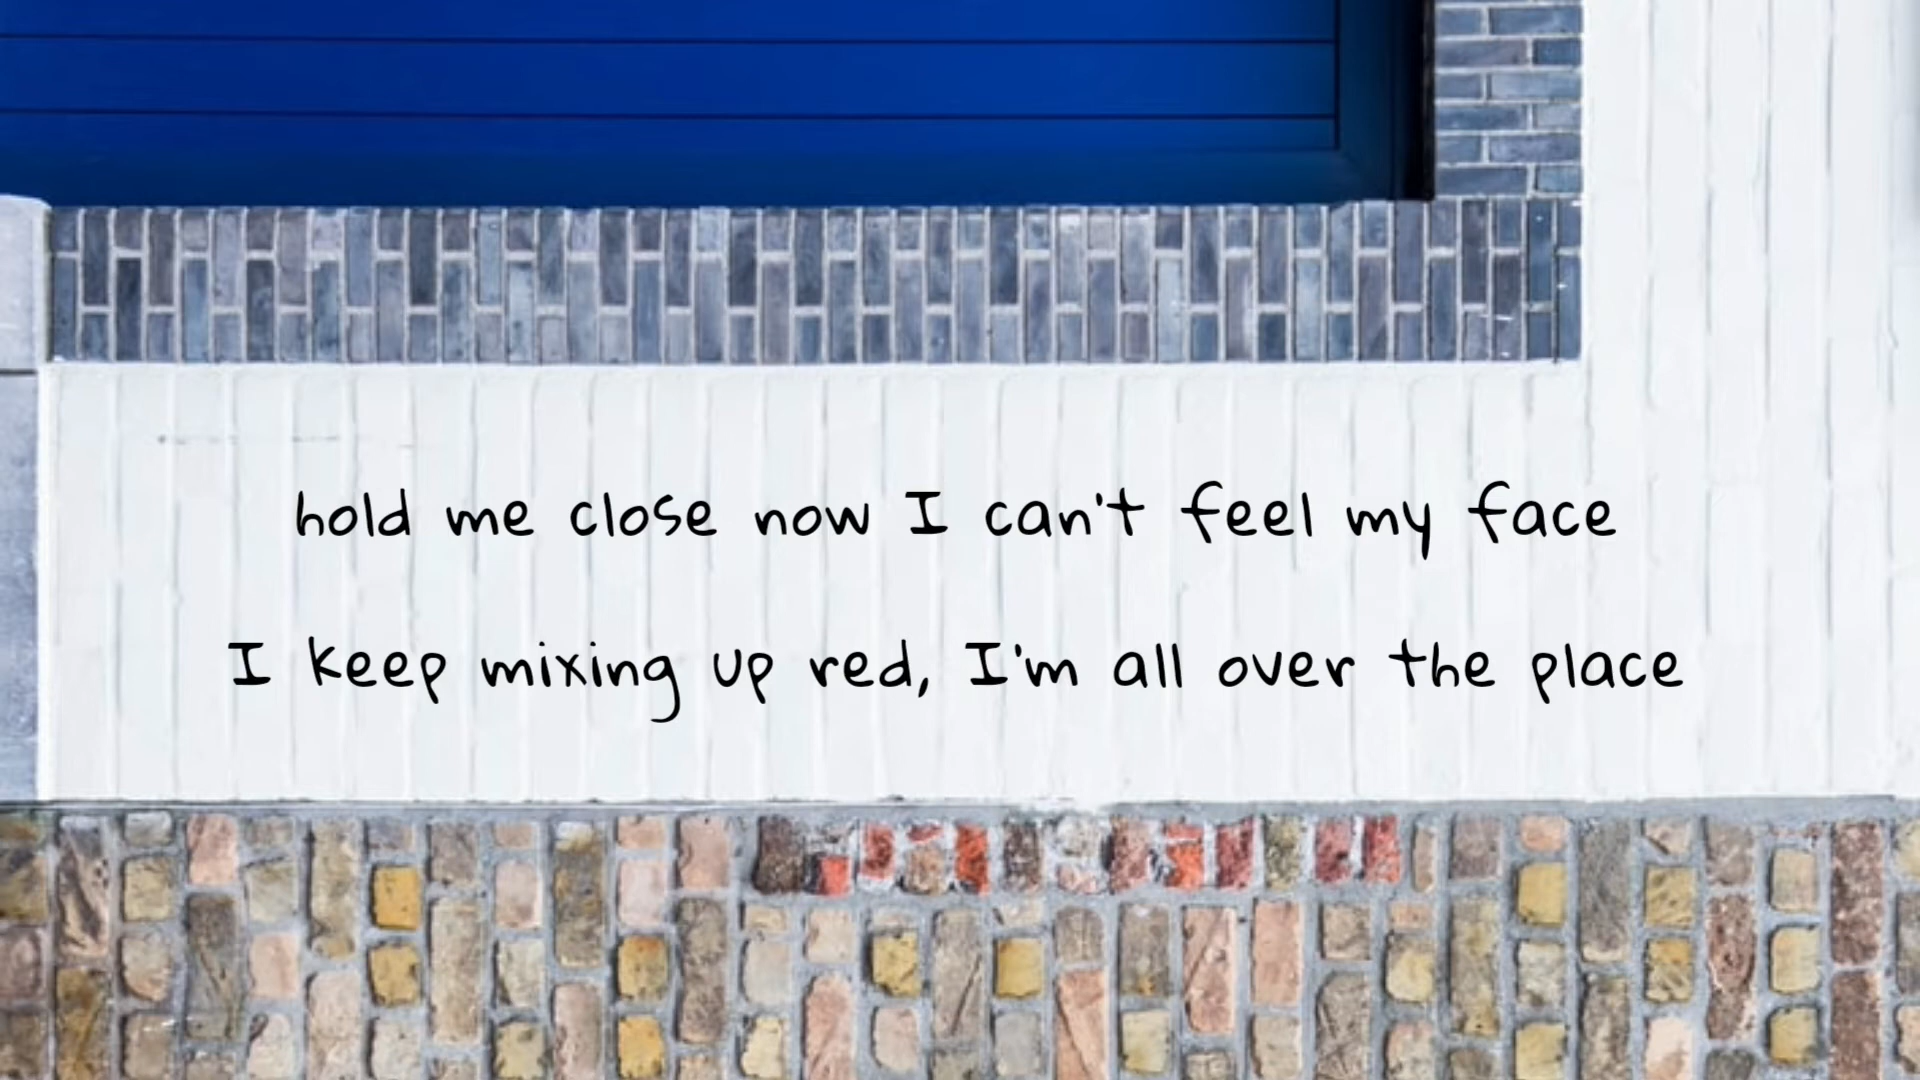 hold me close now I can't feel my face
I keep mixing up red, I'm all over the place